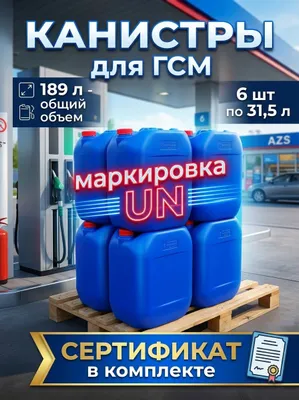 КАНИСТРЫ
для ГСМ
189 л -
общий
объем
6 шт
по 31,5 л
AZS
маркировка
UN
СЕРТИФИКАТ
в комплекте